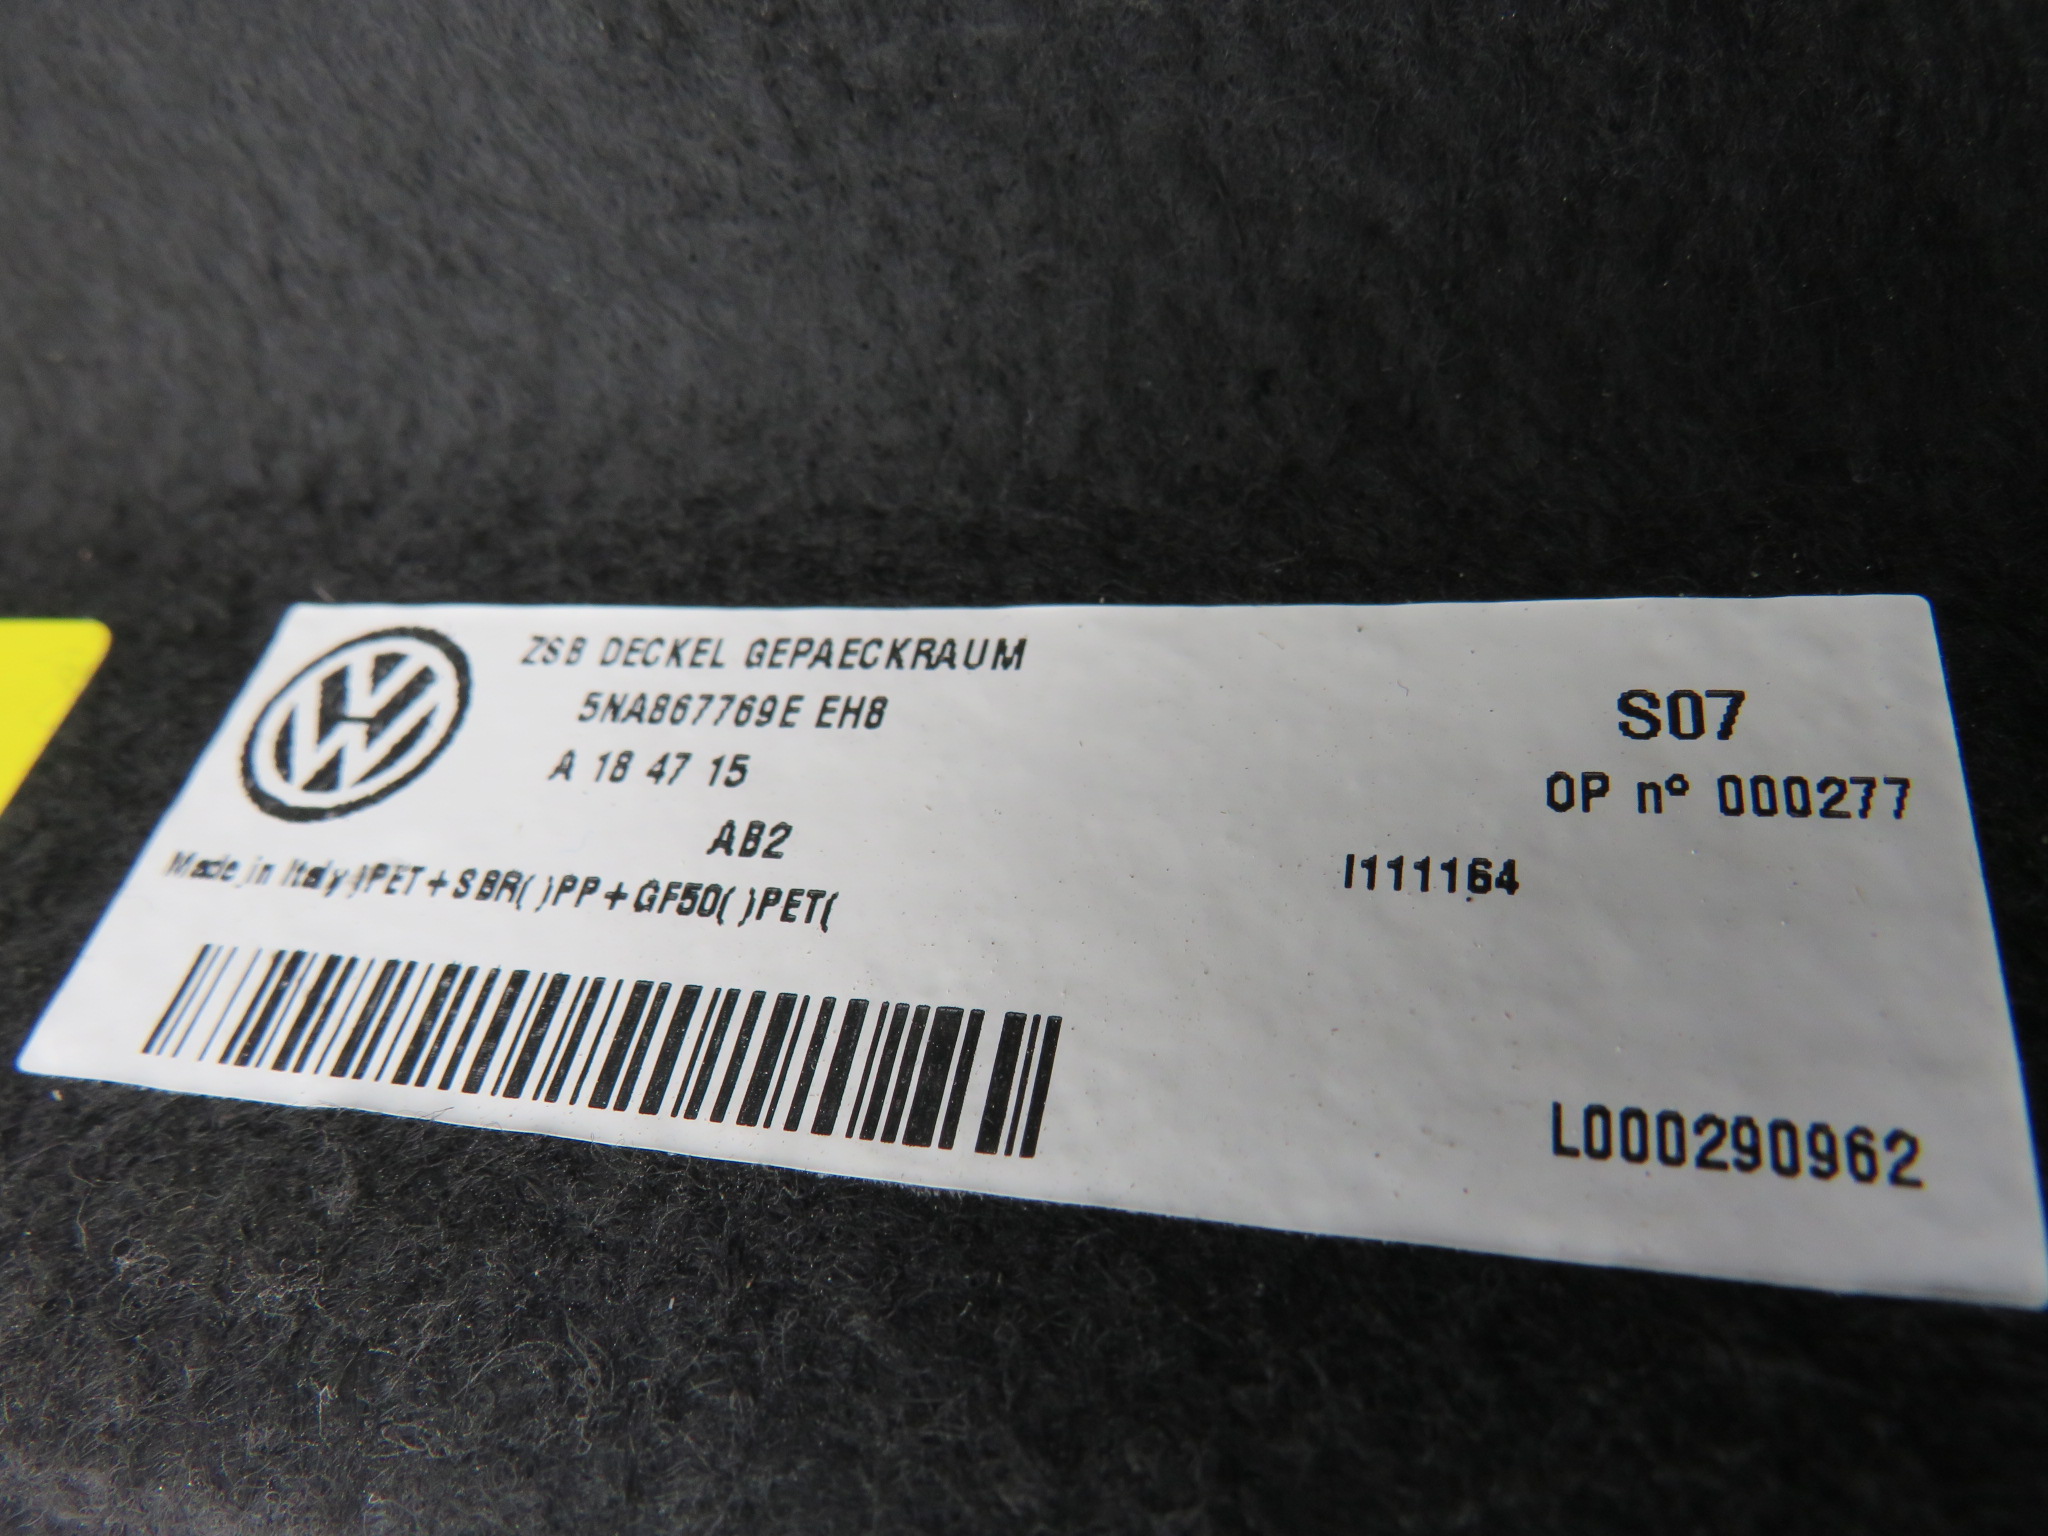 ZSB DECKEL GEPAECKRAUM
5NA867769E EH8
S07
A 18 47 15
OP nº 000277
AB2
I111164
Made in Italy )PET+SBR( )PP+GF50( )PET(
L000290962